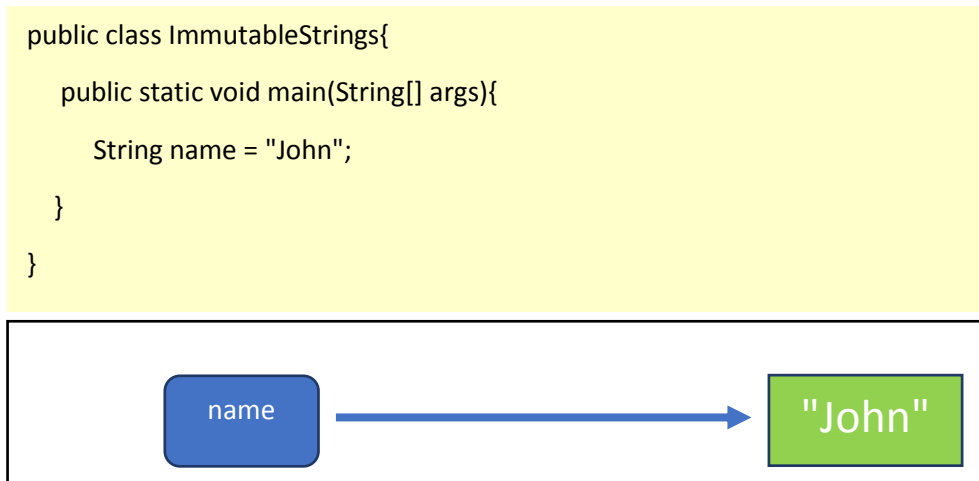 public class ImmutableStrings{
public static void main(String[] args){
String name = "John";
}
}
name
"John"